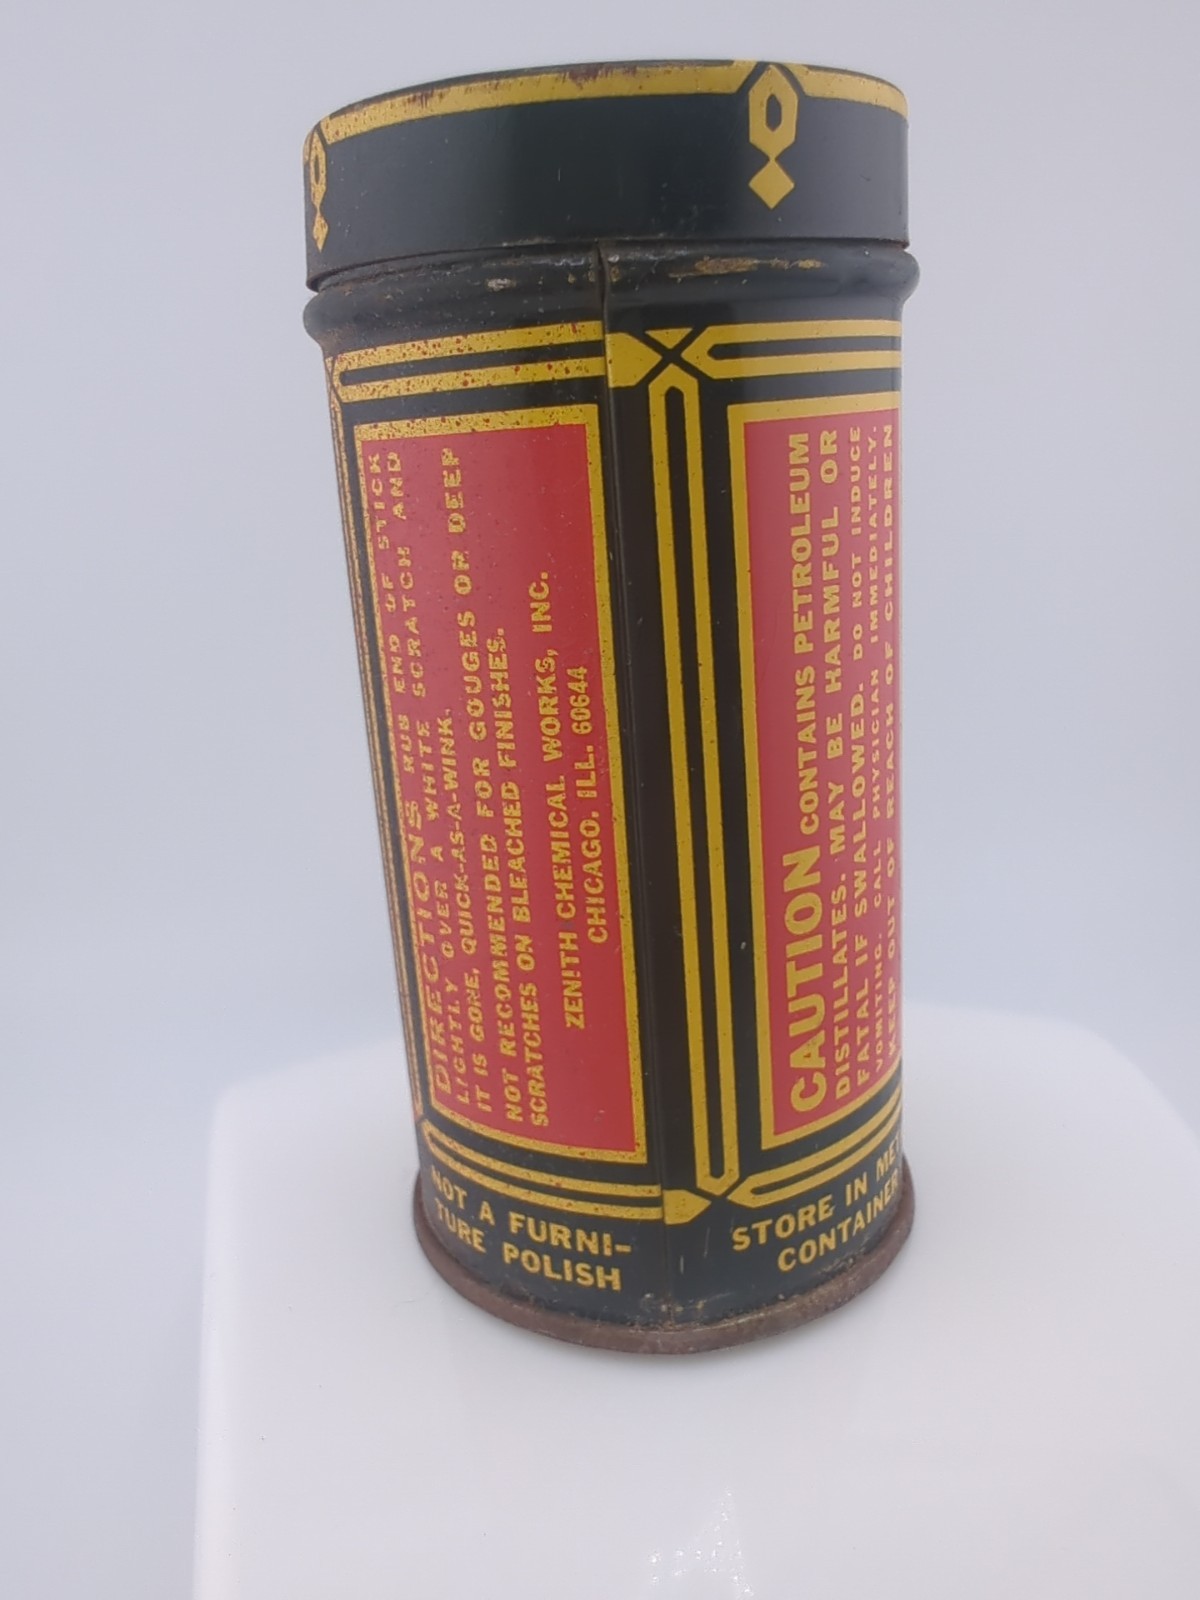 DIRECTIONS RUB END OF STICK
LIGHTLY OVER A WHITE SCRATCH AND
IT IS GONE, QUICK-AS-A-WINK.
NOT RECOMMENDED FOR GOUGES OR DEEP
SCRATCHES ON BLEACHED FINISHES.
ZENITH CHEMICAL WORKS, INC.
CHICAGO. ILL. 60644
NOT A FURNI-
TURE POLISH
CAUTION CONTAINS PETROLEUM
DISTILLATES. MAY BE HARMFUL OR
FATAL IF SWALLOWED. DO NOT INDUCE
VOMITING. CALL PHYSICIAN IMMEDIATELY.
KEEP OUT OF REACH OF CHILDREN
STORE IN
CONTAINER